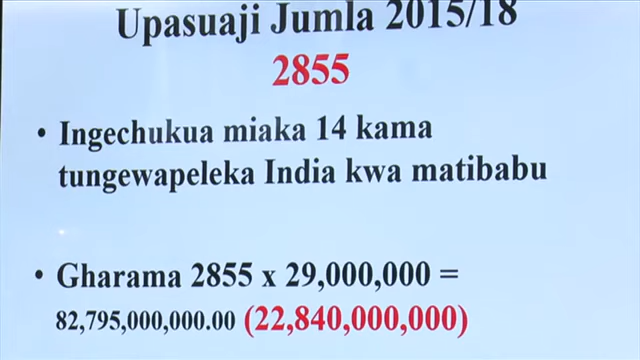 Upasuaji Jumla 2015/18
2855
• Ingechukua miaka 14 kama
tungewapeleka India kwa matibabu
• Gharama 2855 x 29,000,000 =
82,795,000,000.00 (22,840,000,000)